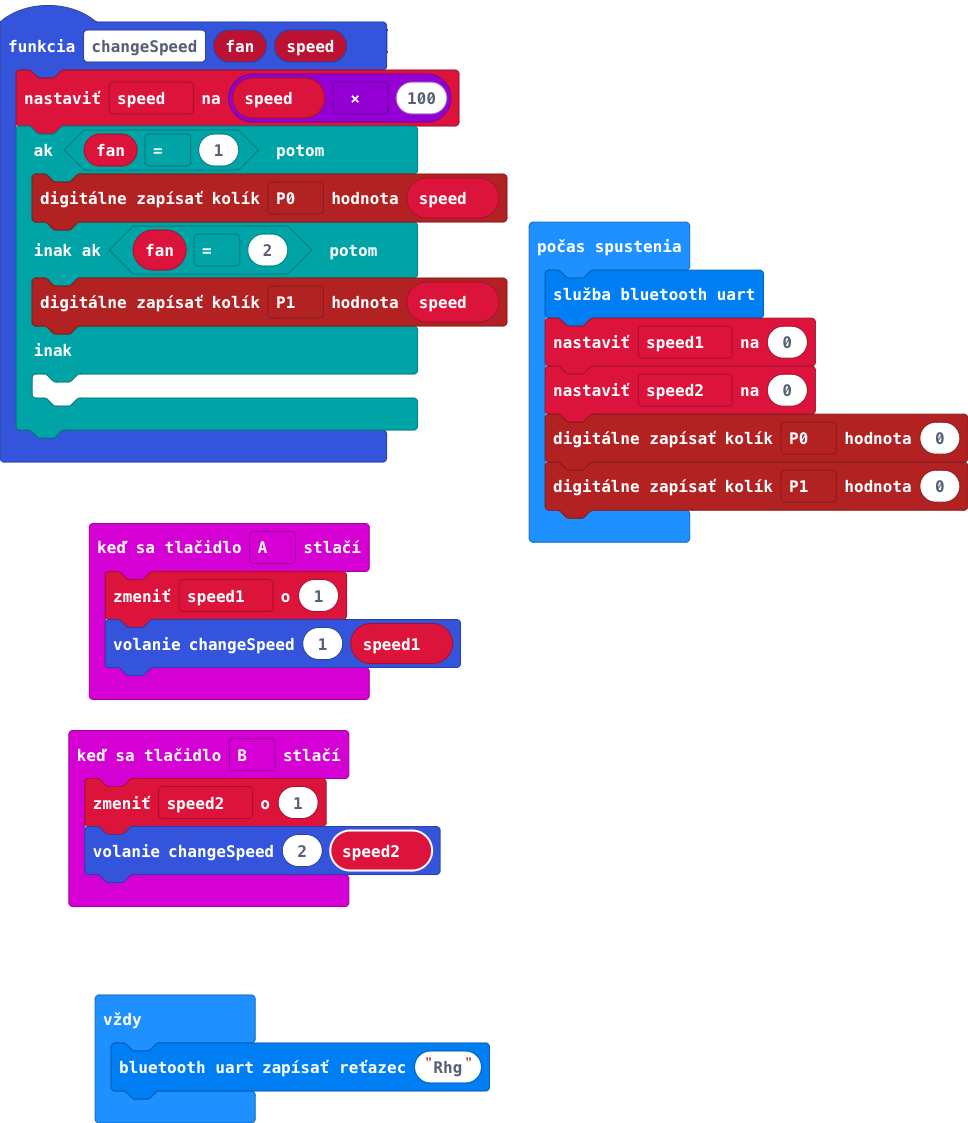 funkcia changeSpeed fan speed
nastaviť speed na speed × 100
ak fan = 1 potom
digitálne zapísať kolík P0 hodnota speed
inak ak fan = 2 potom
digitálne zapísať kolík P1 hodnota speed
inak
počas spustenia
služba bluetooth uart
nastaviť speed1 na 0
nastaviť speed2 na 0
digitálne zapísať kolík P0 hodnota 0
digitálne zapísať kolík P1 hodnota 0
keď sa tlačidlo A stlačí
zmeniť speed1 o 1
volanie changeSpeed 1 speed1
keď sa tlačidlo B stlačí
zmeniť speed2 o 1
volanie changeSpeed 2 speed2
vždy
bluetooth uart zapísať reťazec "Rhg"